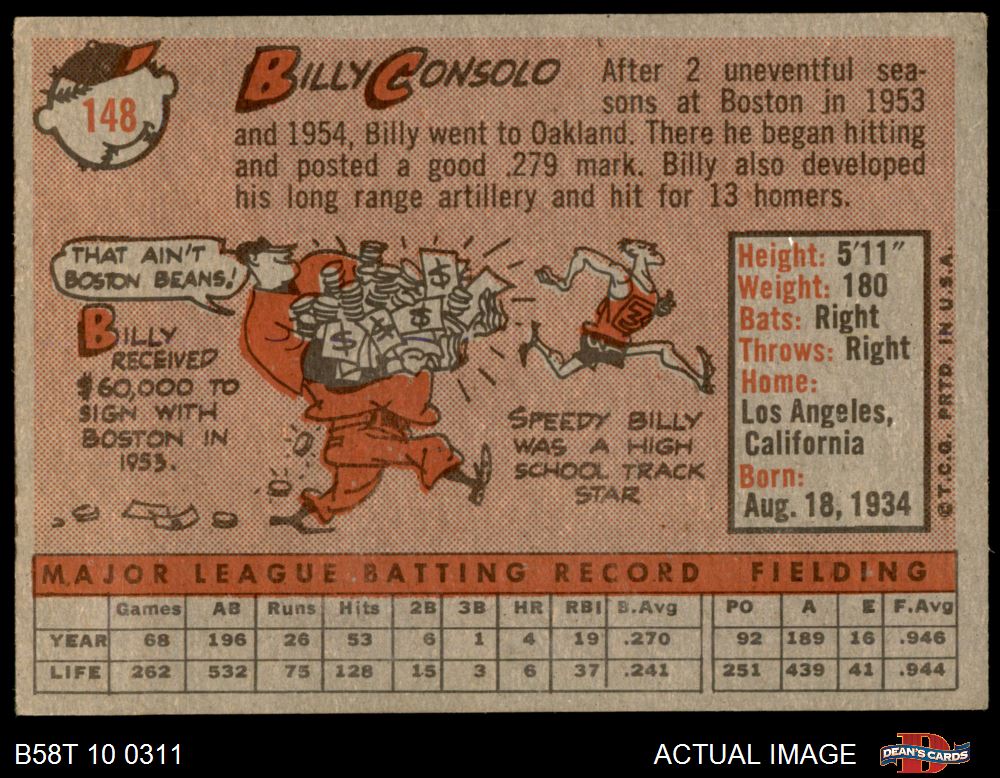 148
BILLY CONSOLO
After 2 uneventful sea-
sons at Boston in 1953
and 1954, Billy went to Oakland. There he began hitting
and posted a good .279 mark. Billy also developed
his long range artillery and hit for 13 homers.
THAT AIN'T
BOSTON BEANS!
BILLY
RECEIVED
$60,000 TO
SIGN WITH
BOSTON IN
1953.
$ $ $ $
SPEEDY BILLY
WAS A HIGH
SCHOOL TRACK
STAR
Height: 5'11"
Weight: 180
Bats: Right
Throws: Right
Home:
Los Angeles,
California
Born:
Aug. 18, 1934
©T.C.G. PRTD. IN U.S.A.
MAJOR LEAGUE BATTING RECORD FIELDING
Games AB Runs Hits 2B 3B HR RBI B.Avg PO A E F.Avg
YEAR 68 196 26 53 6 1 4 19 .270 92 189 16 .946
LIFE 262 532 75 128 15 3 6 37 .241 251 439 41 .944
B58T 10 0311 ACTUAL IMAGE DEAN'S CARDS